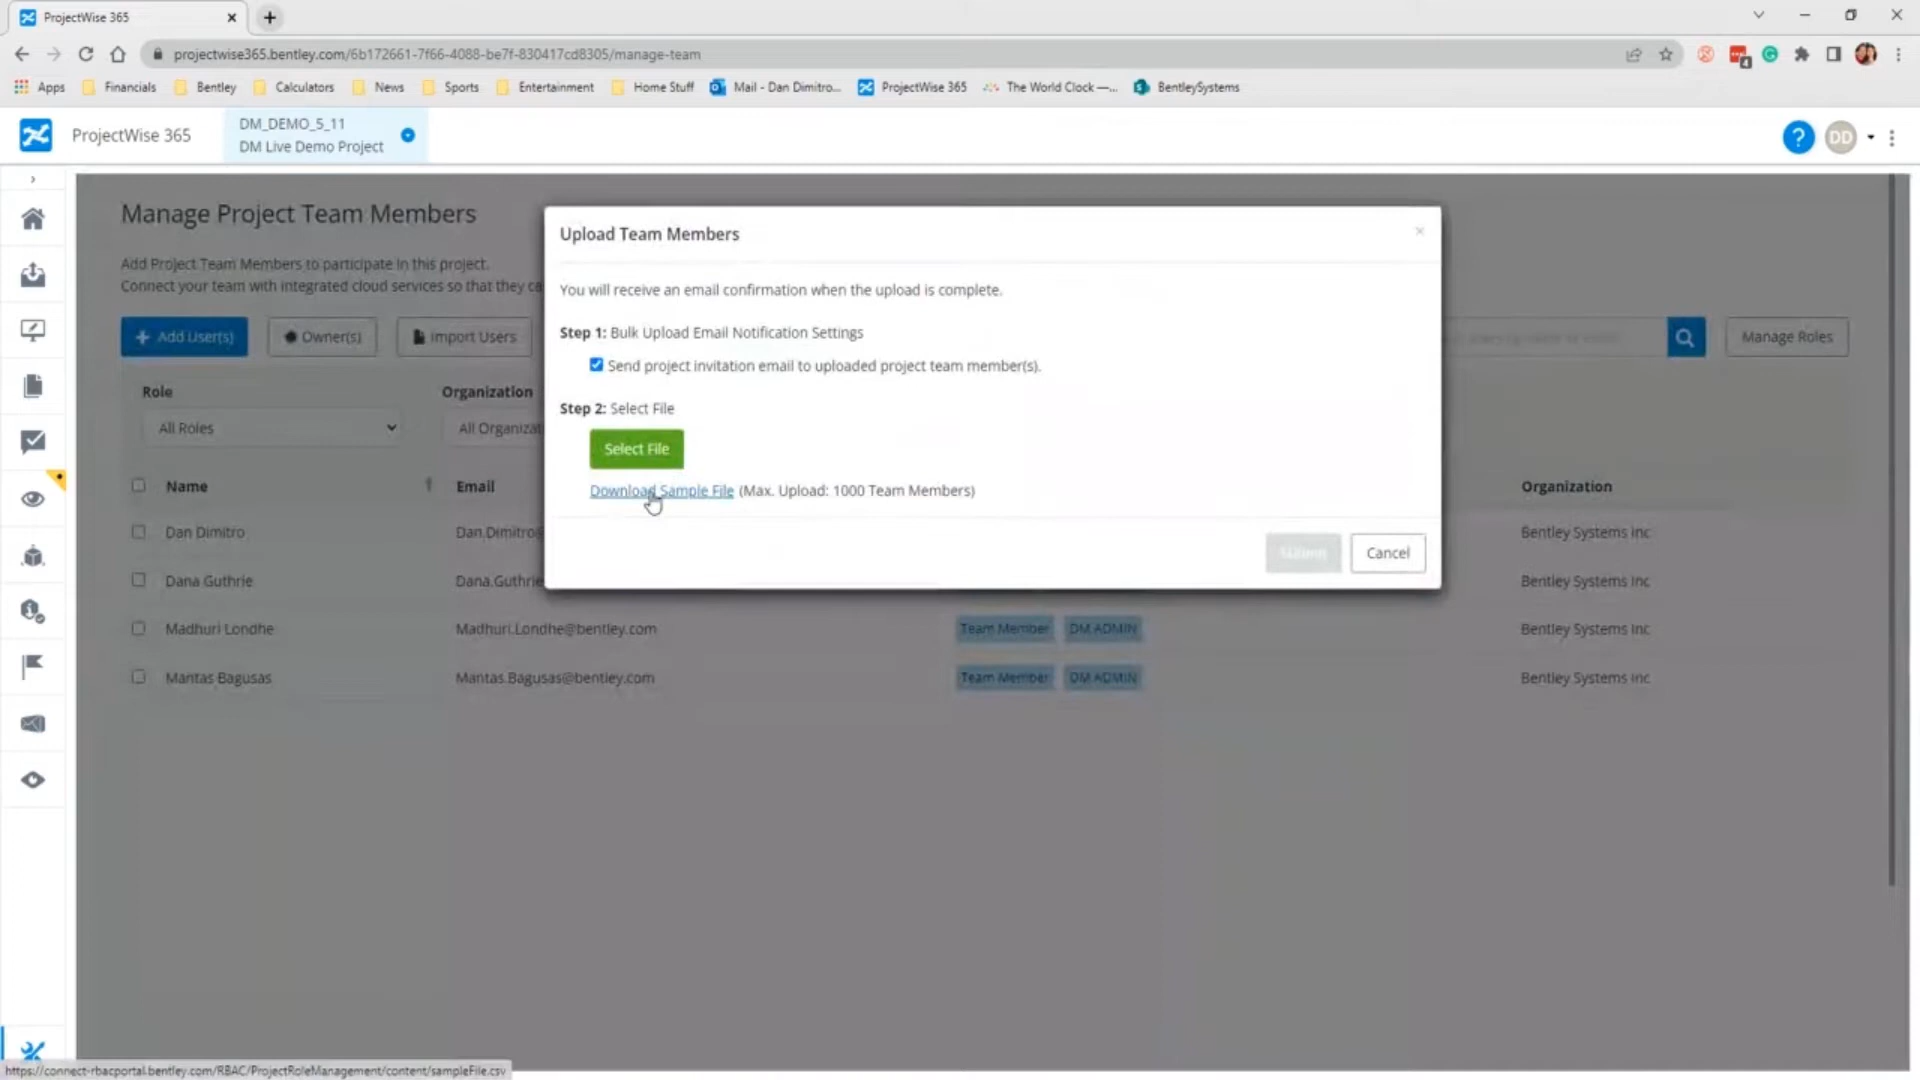 ProjectWise 365
projectwise365.bentley.com/6b172661-7f66-4088-be7f-830417cd8305/manage-team
4
Apps Financials Bentley Calculators News Sports Entertainment Home Stuff Mail - Dan Dimitro... ProjectWise 365 The World Clock —... BentleySystems
ProjectWise 365
DM_DEMO_5_11
DM Live Demo Project
? DD
Manage Project Team Members
Add Project Team Members to participate in this project.
Connect your team with integrated cloud services so that they ca
Add User(s) Owner(s) Import Users Manage Roles
Role Organization
All Roles All Organizat
Name Email Organization
Dan Dimitro Dan.Dimitro@ Bentley Systems Inc
Dana Guthrie Dana.Guthrie Bentley Systems Inc
Madhuri Londhe Madhuri.Londhe@bentley.com Team Member DM ADMIN Bentley Systems Inc
Mantas Bagusas Mantas.Bagusas@bentley.com Team Member DM ADMIN Bentley Systems Inc
Upload Team Members
You will receive an email confirmation when the upload is complete.
Step 1: Bulk Upload Email Notification Settings
Send project invitation email to uploaded project team member(s).
Step 2: Select File
Select File
Download Sample File (Max. Upload: 1000 Team Members)
Submit Cancel
https://connect-rbacportal.bentley.com/RBAC/ProjectRoleManagement/content/sampleFile.csv